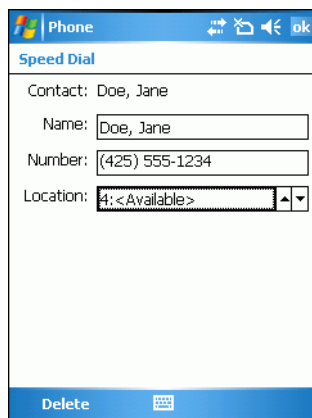 Phone ok
Speed Dial
Contact: Doe, Jane
Name: Doe, Jane
Number: (425) 555-1234
Location: 4:<Available>
Delete